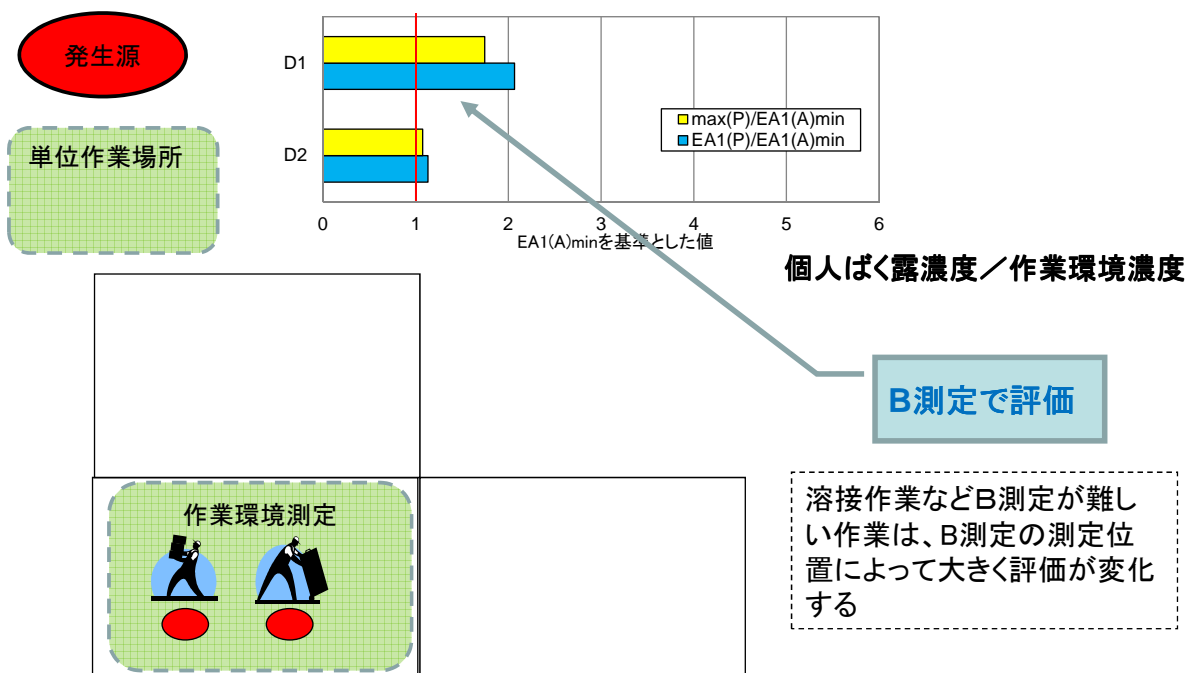 発生源
単位作業場所
D1
D2
max(P)/EA1(A)min
EA1(P)/EA1(A)min
0 1 2 3 4 5 6
EA1(A)minを基準とした値
個人ばく露濃度／作業環境濃度
B測定で評価
作業環境測定
溶接作業などB測定が難し
い作業は、B測定の測定位
置によって大きく評価が変化
する